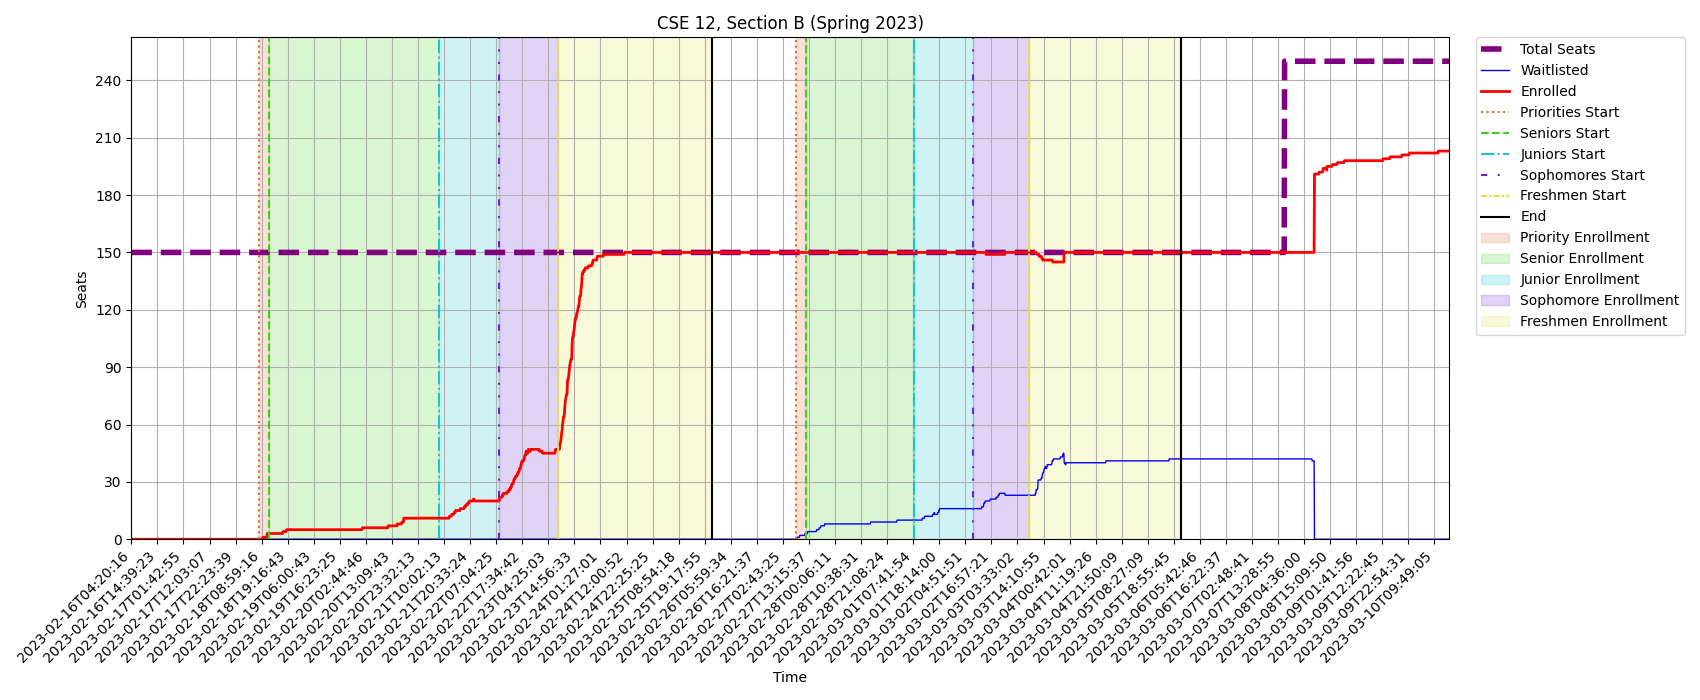 CSE 12, Section B (Spring 2023)
Seats
240
210
180
150
120
90
60
30
0
2023-02-16T04:20:16
2023-02-16T14:39:23
2023-02-17T01:42:55
2023-02-17T12:03:07
2023-02-17T22:23:39
2023-02-18T08:59:16
2023-02-18T19:16:43
2023-02-19T06:00:43
2023-02-19T16:23:25
2023-02-20T02:44:46
2023-02-20T13:09:43
2023-02-20T23:32:13
2023-02-21T10:02:13
2023-02-21T20:33:24
2023-02-22T07:04:25
2023-02-22T17:34:42
2023-02-23T04:25:03
2023-02-23T14:56:33
2023-02-24T01:27:01
2023-02-24T12:00:52
2023-02-24T22:25:25
2023-02-25T08:54:18
2023-02-25T19:17:55
2023-02-26T05:59:34
2023-02-26T16:21:37
2023-02-27T02:43:25
2023-02-27T13:15:37
2023-02-28T00:06:11
2023-02-28T10:38:31
2023-02-28T21:08:24
2023-03-01T07:41:54
2023-03-01T18:14:00
2023-03-02T04:51:51
2023-03-02T16:57:21
2023-03-03T03:33:02
2023-03-03T14:10:55
2023-03-04T00:42:01
2023-03-04T11:19:26
2023-03-04T21:50:09
2023-03-05T08:27:09
2023-03-05T18:55:45
2023-03-06T05:42:46
2023-03-06T16:22:37
2023-03-07T02:48:41
2023-03-07T13:28:55
2023-03-08T04:36:00
2023-03-08T15:09:50
2023-03-09T01:41:56
2023-03-09T12:22:45
2023-03-09T22:54:31
2023-03-10T09:49:05
Time
Total Seats
Waitlisted
Enrolled
Priorities Start
Seniors Start
Juniors Start
Sophomores Start
Freshmen Start
End
Priority Enrollment
Senior Enrollment
Junior Enrollment
Sophomore Enrollment
Freshmen Enrollment